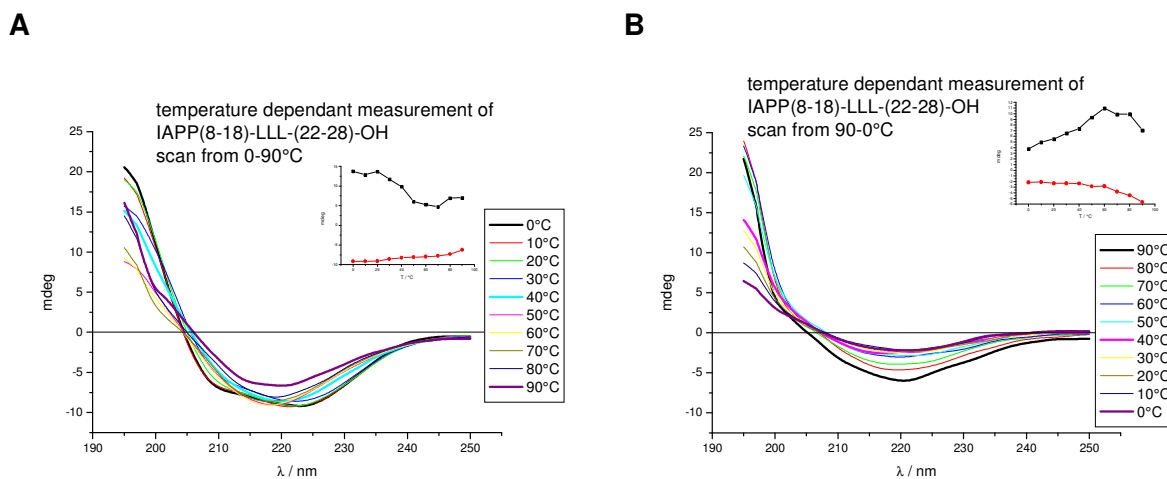 A
temperature dependant measurement of
IAPP(8-18)-LLL-(22-28)-OH
scan from 0-90°C
25
20
15
10
5
0
-5
-10
mdeg
190 200 210 220 230 240 250
λ / nm
mdeg
T / °C
0°C
10°C
20°C
30°C
40°C
50°C
60°C
70°C
80°C
90°C
B
temperature dependant measurement of
IAPP(8-18)-LLL-(22-28)-OH
scan from 90-0°C
25
20
15
10
5
0
-5
-10
mdeg
190 200 210 220 230 240 250
λ / nm
mdeg
T / °C
90°C
80°C
70°C
60°C
50°C
40°C
30°C
20°C
10°C
0°C